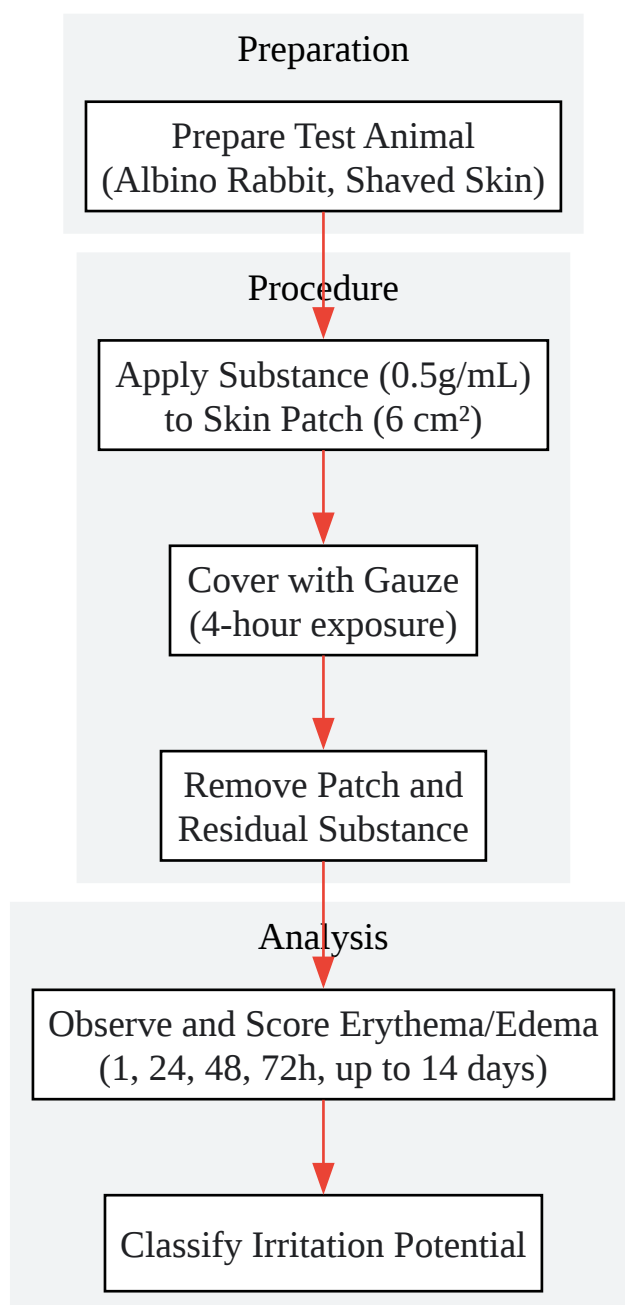 Preparation
Prepare Test Animal
(Albino Rabbit, Shaved Skin)
Procedure
Apply Substance (0.5g/mL)
to Skin Patch (6 cm²)
Cover with Gauze
(4-hour exposure)
Remove Patch and
Residual Substance
Analysis
Observe and Score Erythema/Edema
(1, 24, 48, 72h, up to 14 days)
Classify Irritation Potential